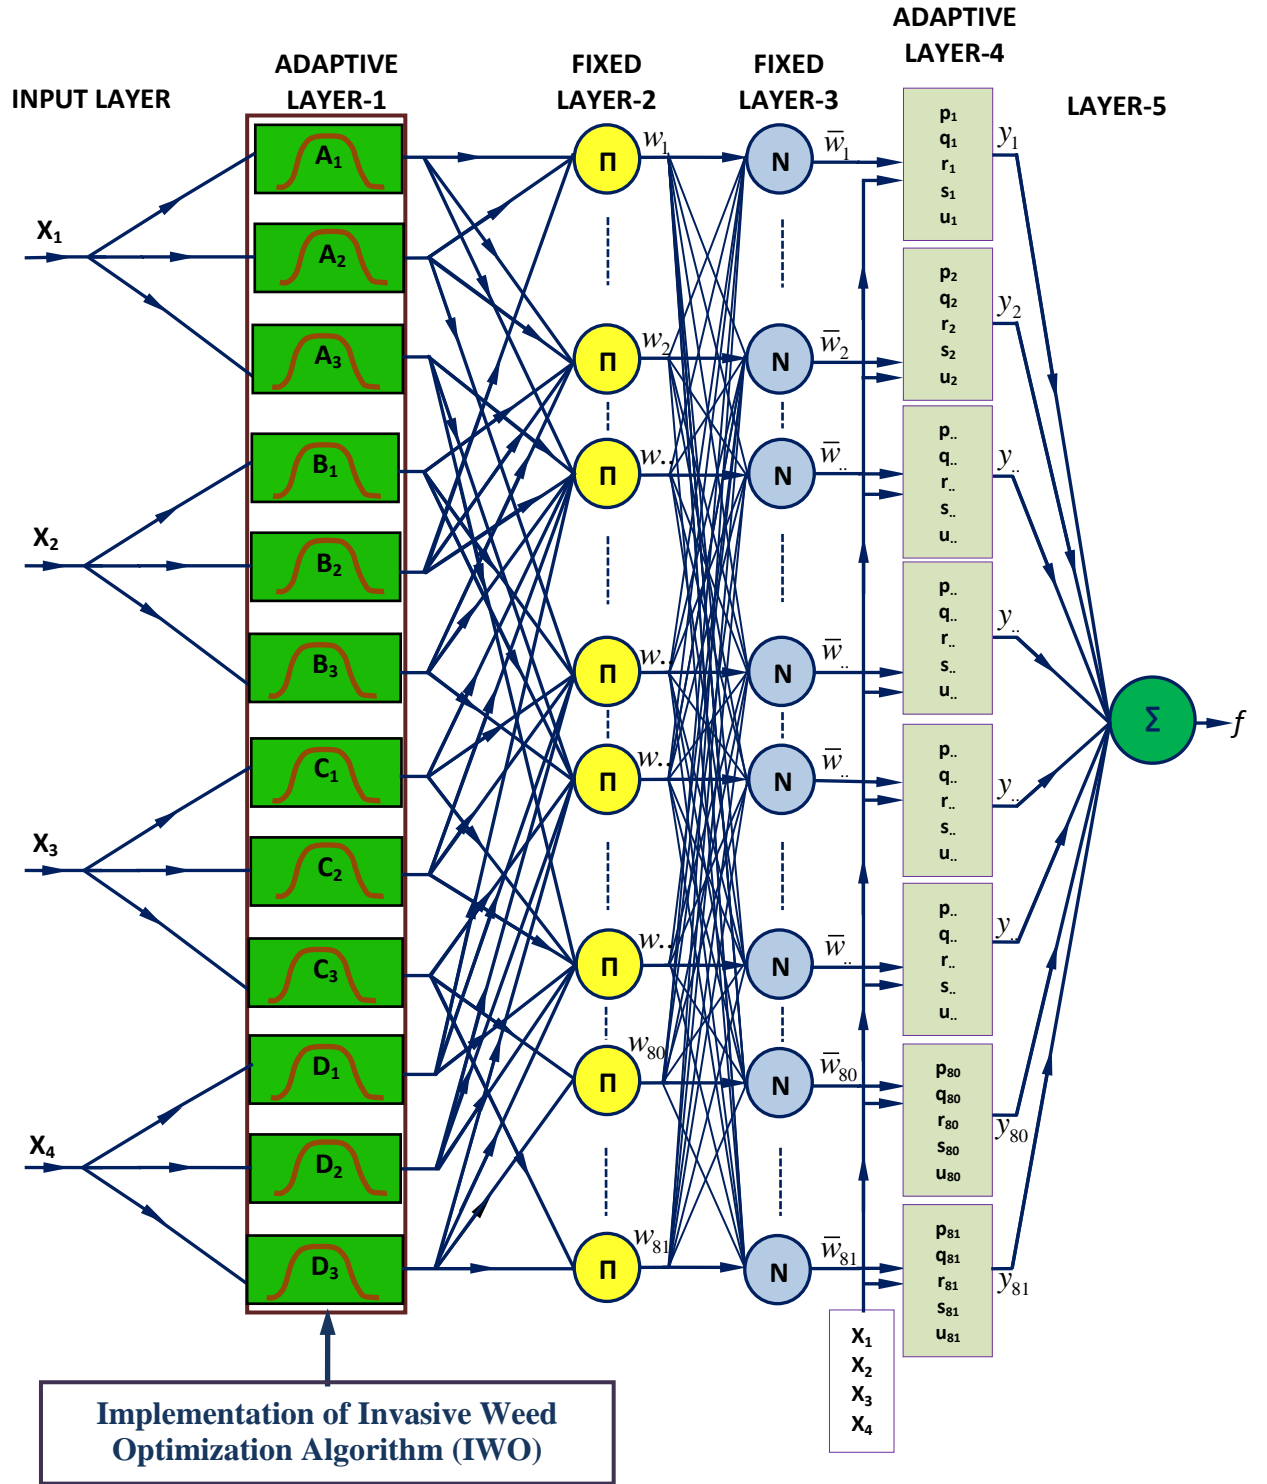 ADAPTIVE
LAYER-4
ADAPTIVE
LAYER-1
FIXED
LAYER-2
FIXED
LAYER-3
INPUT LAYER
LAYER-5
X1
X2
X3
X4
A1
A2
A3
B1
B2
B3
C1
C2
C3
D1
D2
D3
Π
Π
Π
Π
Π
Π
Π
Π
w1
w2
w..
w..
w..
w..
w80
w81
N
N
N
N
N
N
N
N
w̅1
w̅2
w̅..
w̅..
w̅..
w̅..
w̅80
w̅81
p1
q1
r1
s1
u1
p2
q2
r2
s2
u2
p..
q..
r..
s..
u..
p..
q..
r..
s..
u..
p..
q..
r..
s..
u..
p..
q..
r..
s..
u..
p80
q80
r80
s80
u80
p81
q81
r81
s81
u81
y1
y2
y..
y..
y..
y..
y80
y81
Σ
f
X1
X2
X3
X4
Implementation of Invasive Weed
Optimization Algorithm (IWO)